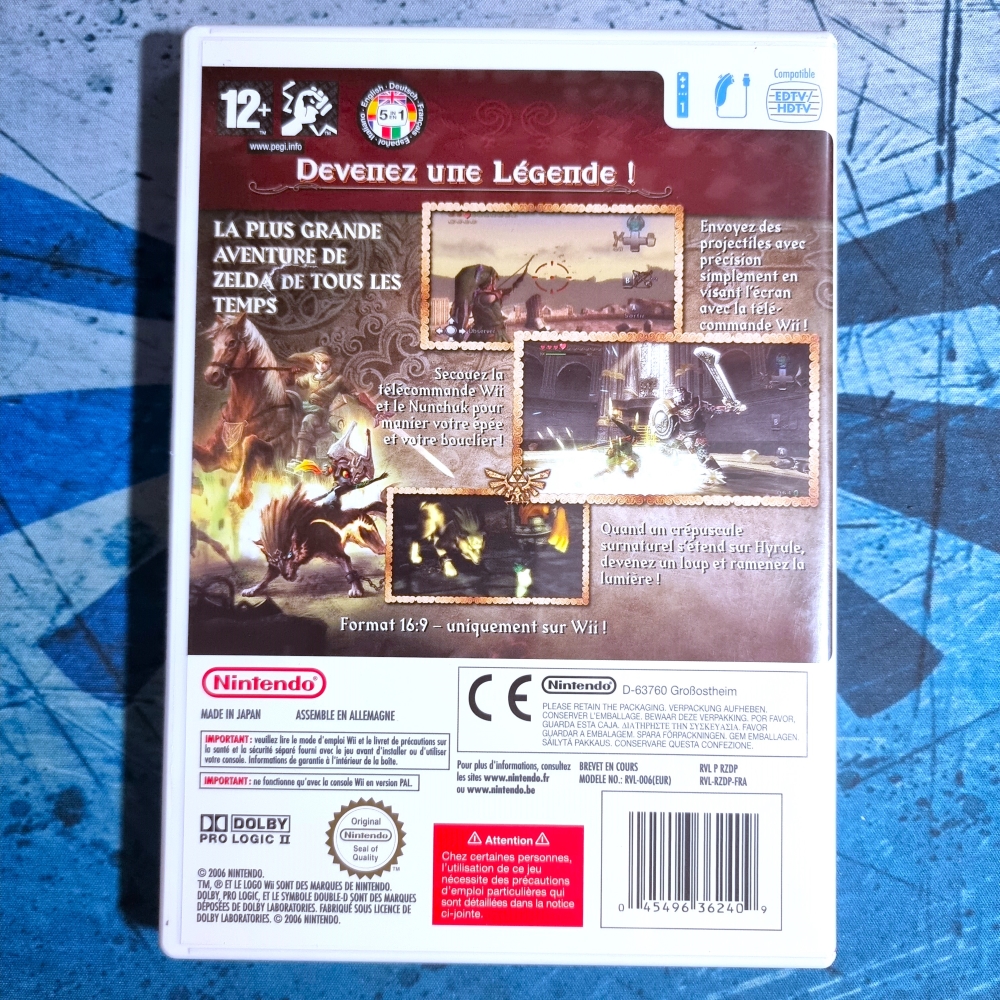 12+
www.pegi.info
English · Deutsch · Français · Español · Italiano
5 in 1
1
Compatible
EDTV/
HDTV
Devenez une Légende !
LA PLUS GRANDE
AVENTURE DE
ZELDA DE TOUS LES
TEMPS
Envoyez des
projectiles avec
précision
simplement en
visant l'écran
avec la télé-
commande Wii !
Secouez la
télécommande Wii
et le Nunchuk pour
manier votre épée
et votre bouclier !
Quand un crépuscule
surnaturel s'étend sur Hyrule,
devenez un loup et ramenez la
lumière !
Format 16:9 – uniquement sur Wii !
Nintendo
MADE IN JAPAN ASSEMBLE EN ALLEMAGNE
IMPORTANT : veuillez lire le mode d'emploi Wii et le livret de précautions sur
la santé et la sécurité séparé fourni avec le jeu avant d'installer ou d'utiliser
votre console. Informations de garantie à l'intérieur de la boîte.
IMPORTANT : ne fonctionne qu'avec la console Wii en version PAL.
CE Nintendo D-63760 Großostheim
PLEASE RETAIN THE PACKAGING. VERPACKUNG AUFHEBEN.
CONSERVER L'EMBALLAGE. BEWAAR DEZE VERPAKKING. POR FAVOR,
GUARDA ESTA CAJA. ΔΙΑΤΗΡΗΣΤΕ ΤΗΝ ΣΥΣΚΕΥΑΣΙΑ. FAVOR
GUARDAR A EMBALAGEM. SPARA FÖRPACKNINGEN. GEM EMBALLAGEN.
SÄILYTÄ PAKKAUS. CONSERVARE QUESTA CONFEZIONE.
Pour plus d'informations, consultez
les sites www.nintendo.fr
ou www.nintendo.be
BREVET EN COURS
MODELE NO.: RVL-006(EUR)
RVL P RZDP
RVL-RZDP-FRA
DOLBY
PRO LOGIC II
Original
Nintendo
Seal of
Quality
TM
© 2006 NINTENDO.
TM, ® ET LE LOGO Wii SONT DES MARQUES DE NINTENDO.
DOLBY, PRO LOGIC, ET LE SYMBOLE DOUBLE-D SONT DES MARQUES
DÉPOSÉES DE DOLBY LABORATORIES. FABRIQUÉ SOUS LICENCE DE
DOLBY LABORATORIES. © 2006 NINTENDO.
Attention
Chez certaines personnes,
l'utilisation de ce jeu
nécessite des précautions
d'emploi particulières qui
sont détaillées dans la notice
ci-jointe.
0 45496 36240 9